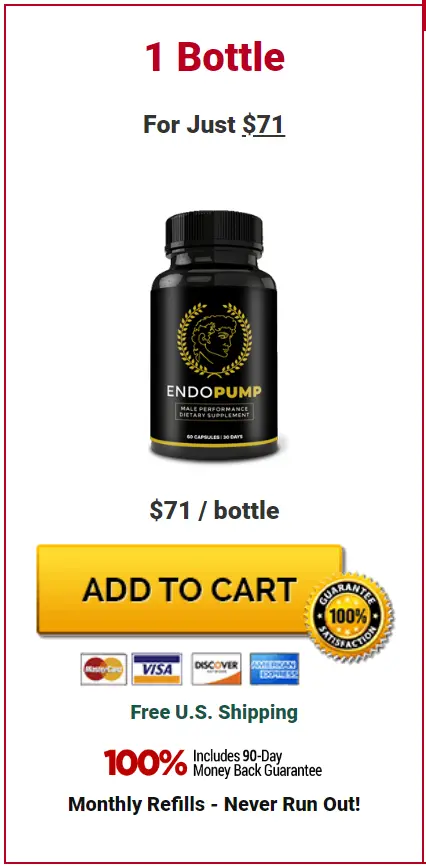 1 Bottle
For Just $71
ENDOPUMP
MALE PERFORMANCE
DIETARY SUPPLEMENT
60 CAPSULES | 30 DAYS
$71 / bottle
ADD TO CART
GUARANTEE
100%
SATISFACTION
MasterCard
VISA
DISCOVER
NETWORK
AMERICAN
EXPRESS
Free U.S. Shipping
100% Includes 90-Day
Money Back Guarantee
Monthly Refills - Never Run Out!